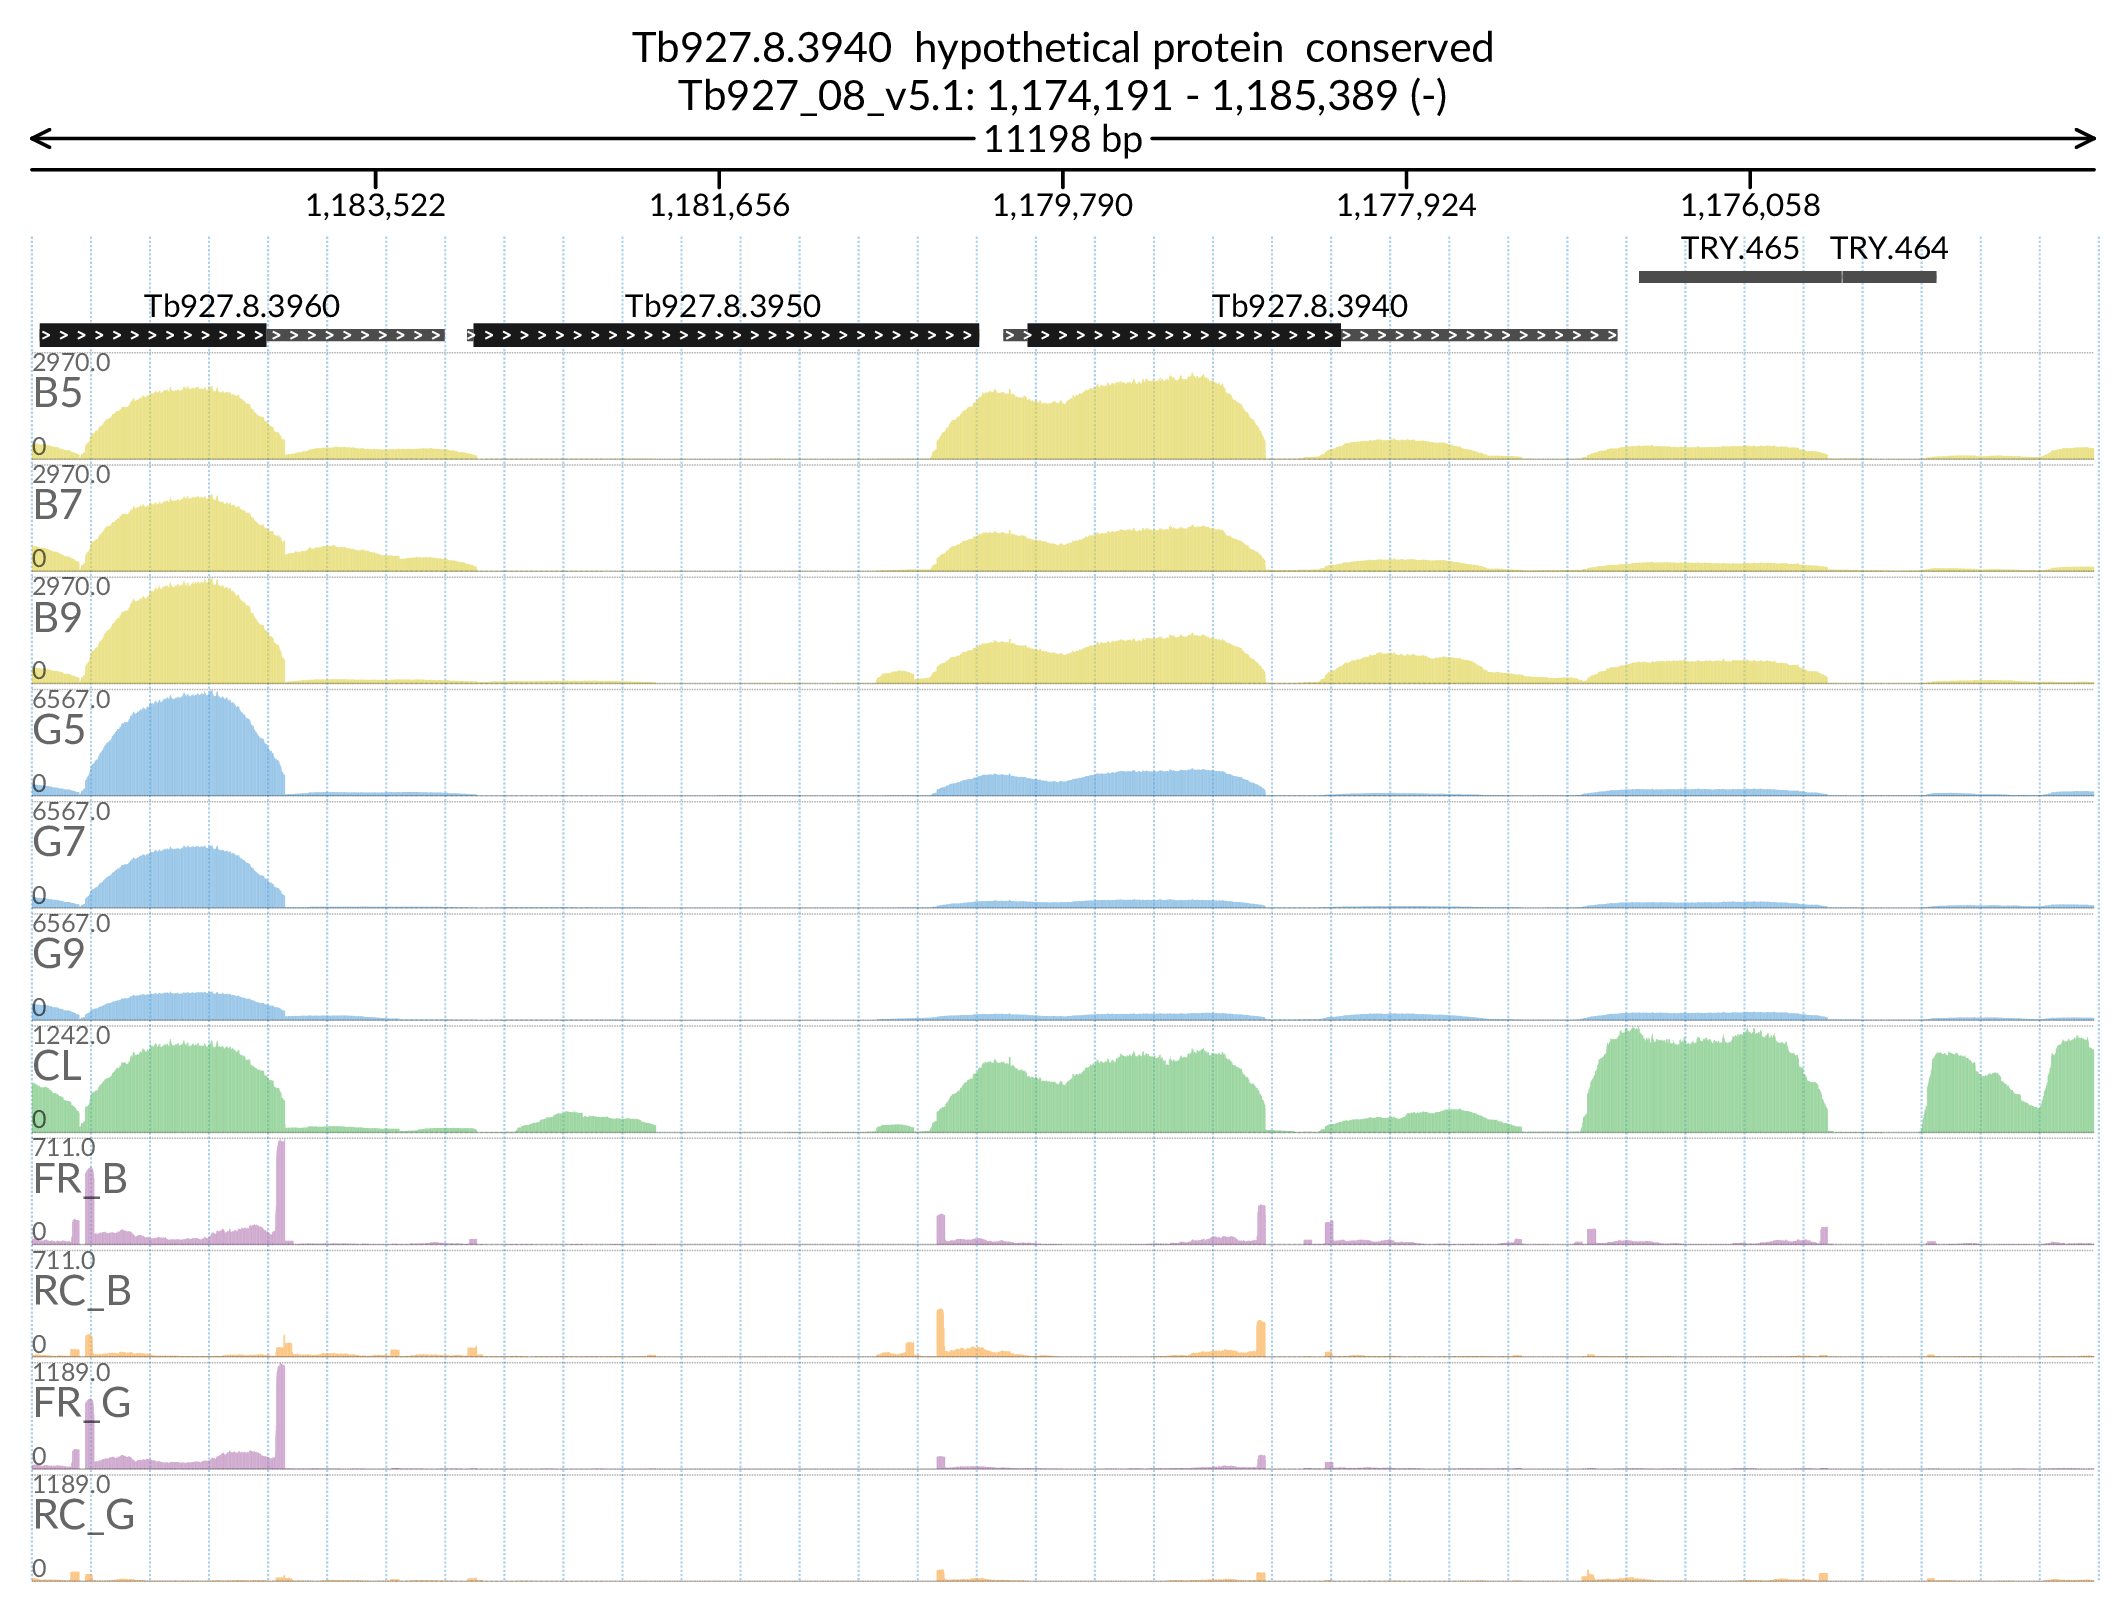 Tb927.8.3940  hypothetical protein  conserved
Tb927_08_v5.1: 1,174,191 - 1,185,389 (-)
11198 bp
1,183,522 1,181,656 1,179,790 1,177,924 1,176,058
TRY.465 TRY.464
Tb927.8.3960 Tb927.8.3950 Tb927.8.3940
2970.0
B5
0
2970.0
B7
0
2970.0
B9
0
6567.0
G5
0
6567.0
G7
0
6567.0
G9
0
1242.0
CL
0
711.0
FR_B
0
711.0
RC_B
0
1189.0
FR_G
0
1189.0
RC_G
0